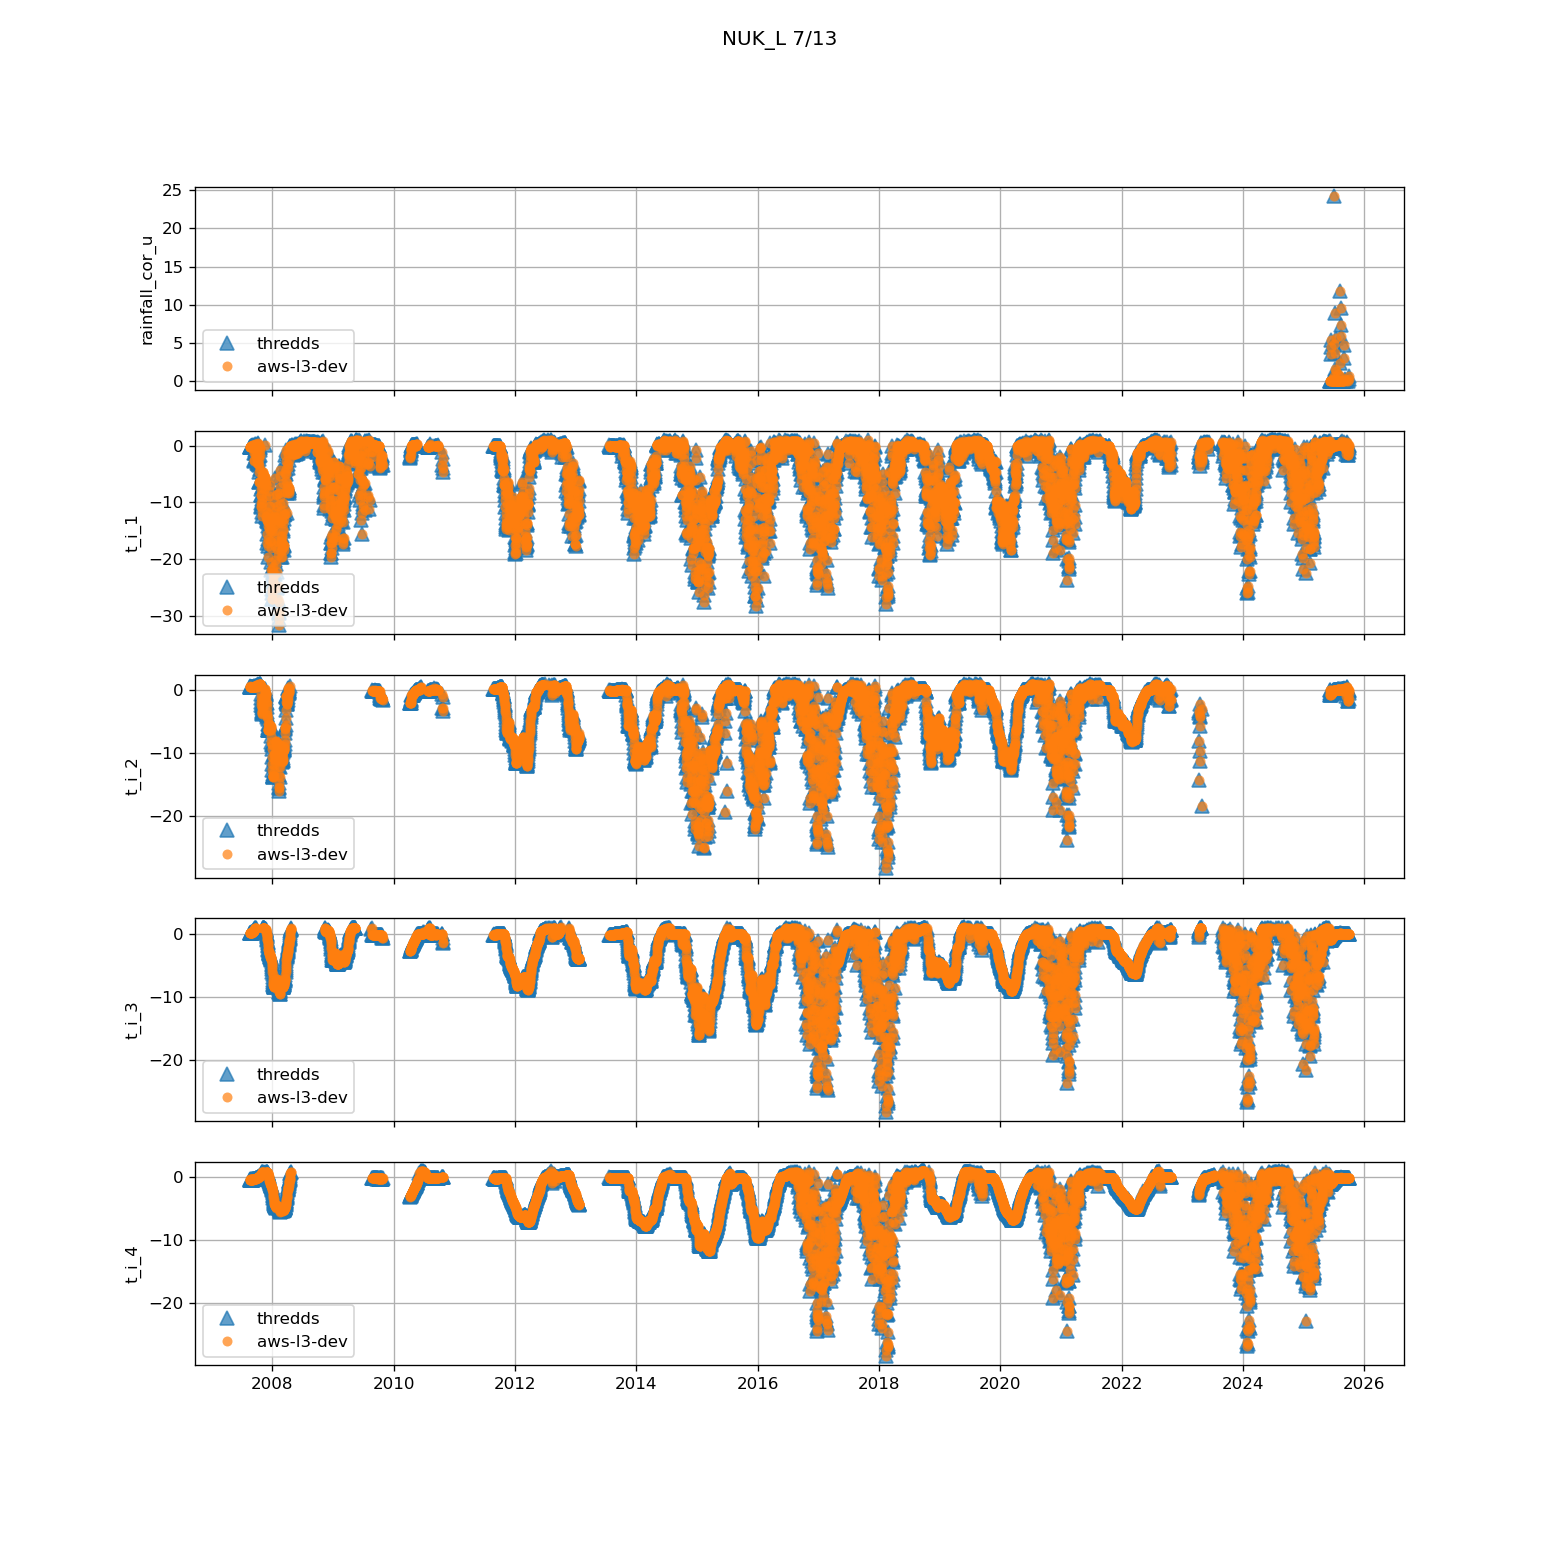 NUK_L 7/13
25
20
15
10
5
0
rainfall_cor_u
thredds
aws-l3-dev
0
−10
−20
−30
t_i_1
thredds
aws-l3-dev
0
−10
−20
t_i_2
thredds
aws-l3-dev
0
−10
−20
t_i_3
thredds
aws-l3-dev
0
−10
−20
t_i_4
thredds
aws-l3-dev
2008 2010 2012 2014 2016 2018 2020 2022 2024 2026